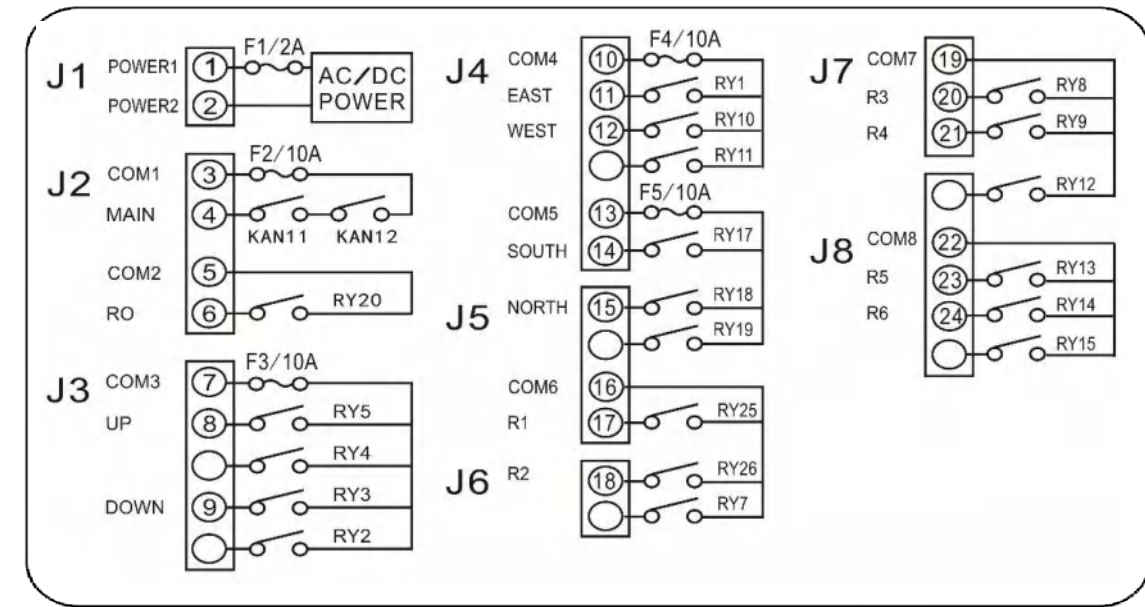 J1
POWER1 1 F1/2A AC/DC
POWER2 2 POWER
J2
COM1 3 F2/10A
MAIN 4 KAN11 KAN12
COM2 5
RO 6 RY20
J3
COM3 7 F3/10A
UP 8 RY5
RY4
DOWN 9 RY3
RY2
J4
COM4 10 F4/10A
EAST 11 RY1
WEST 12 RY10
RY11
COM5 13 F5/10A
SOUTH 14 RY17
J5
NORTH 15 RY18
RY19
COM6 16
R1 17 RY25
J6
R2 18 RY26
RY7
J7
COM7 19
R3 20 RY8
R4 21 RY9
RY12
J8
COM8 22
R5 23 RY13
R6 24 RY14
RY15